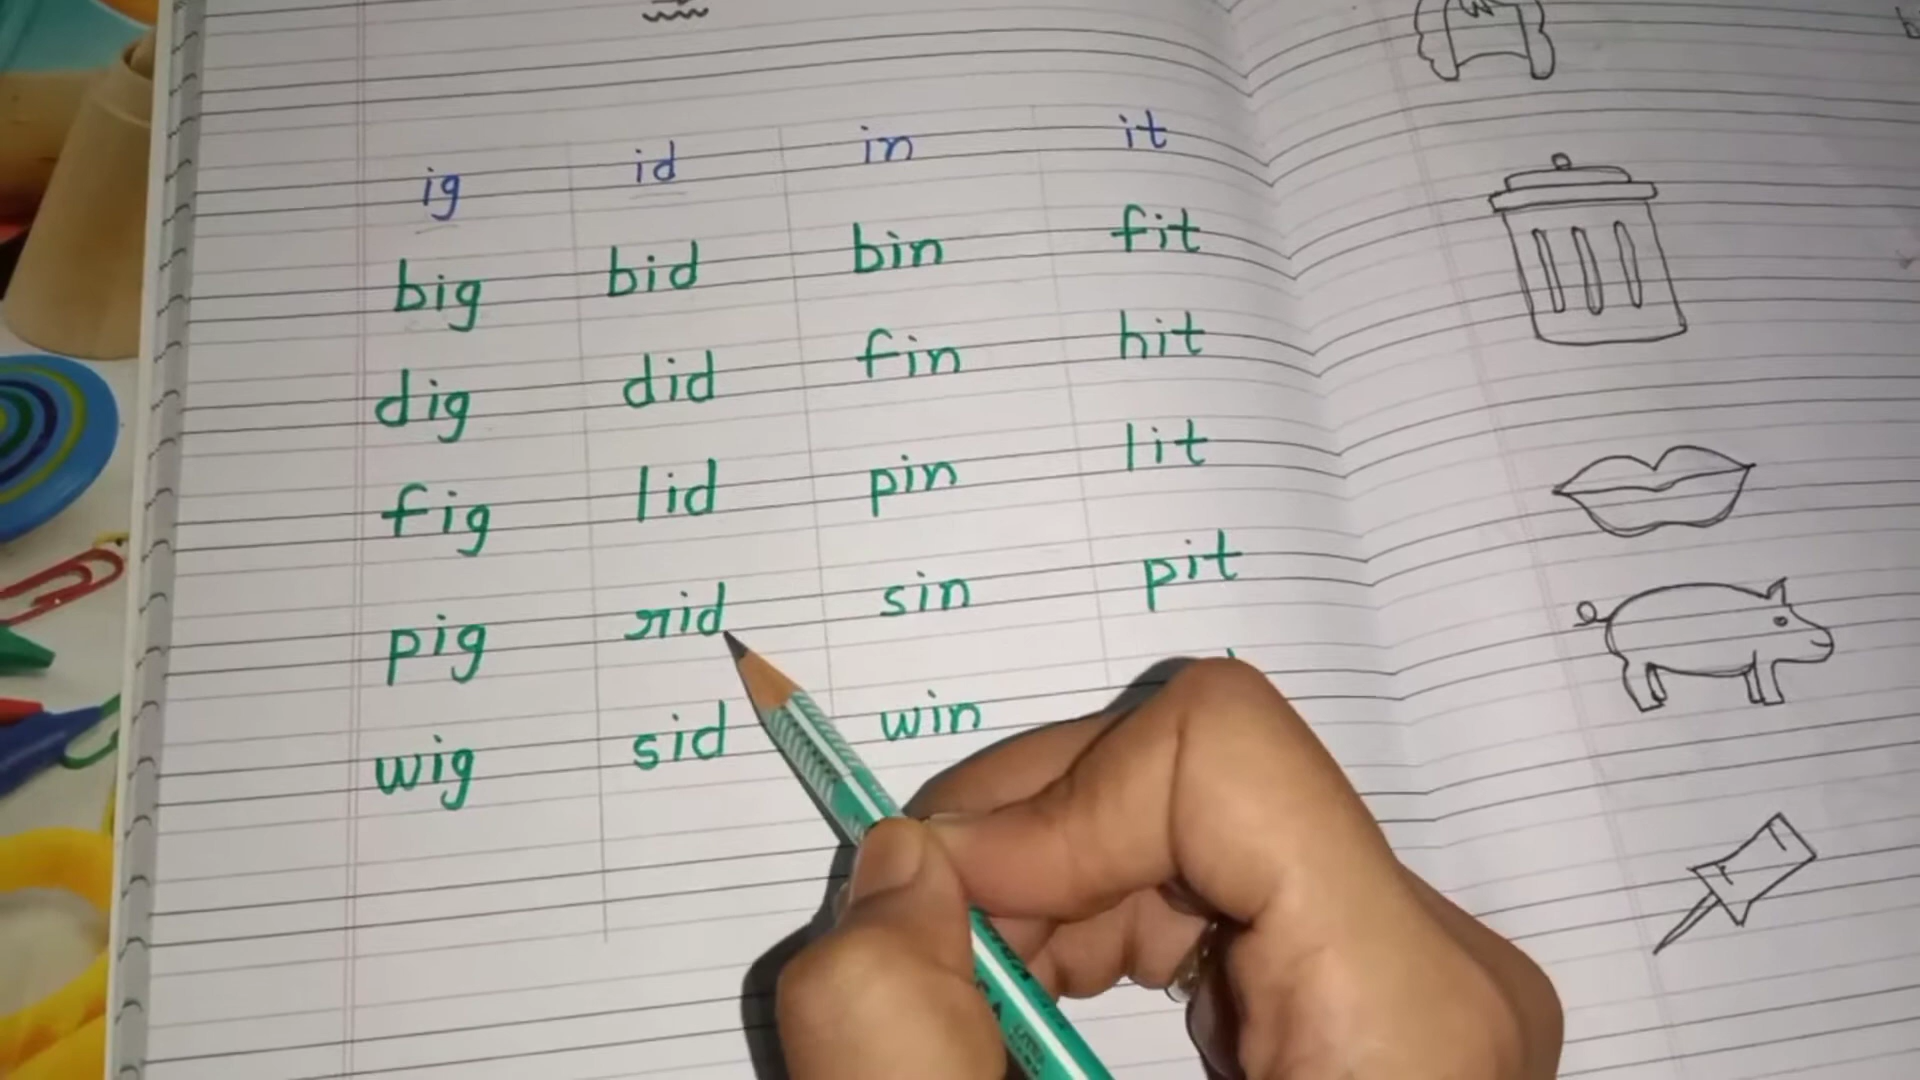 ig id in it
big bid bin fit
dig did fin hit
fig lid pin lit
pig rid sin pit
wig sid win